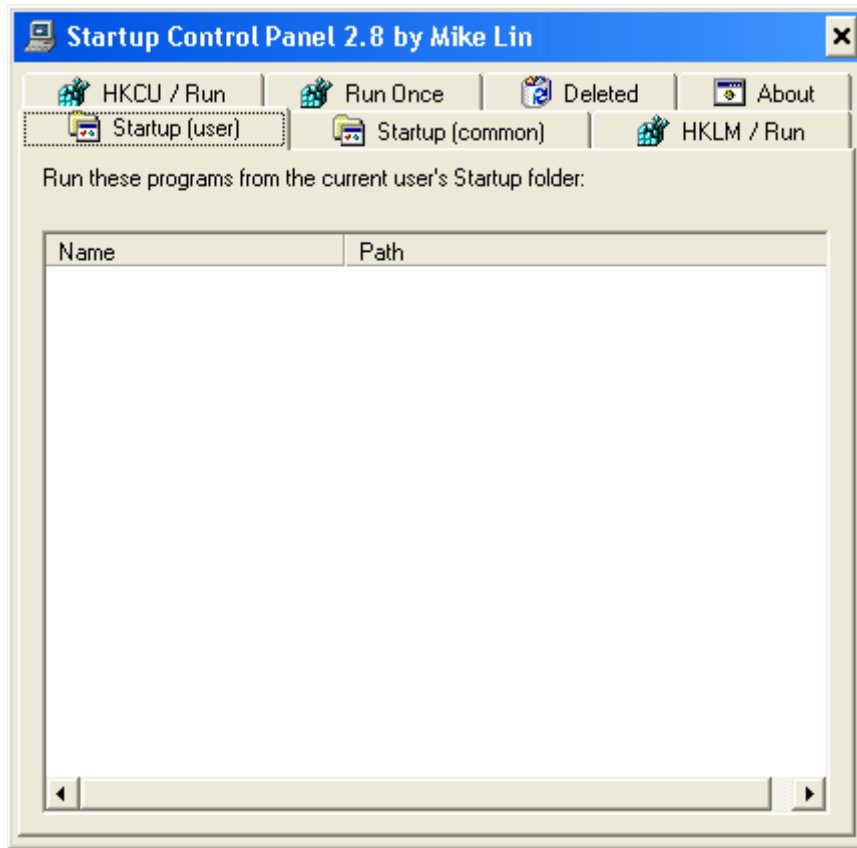 Startup Control Panel 2.8 by Mike Lin
HKCU / Run Run Once Deleted About
Startup (user) Startup (common) HKLM / Run
Run these programs from the current user's Startup folder:
Name Path